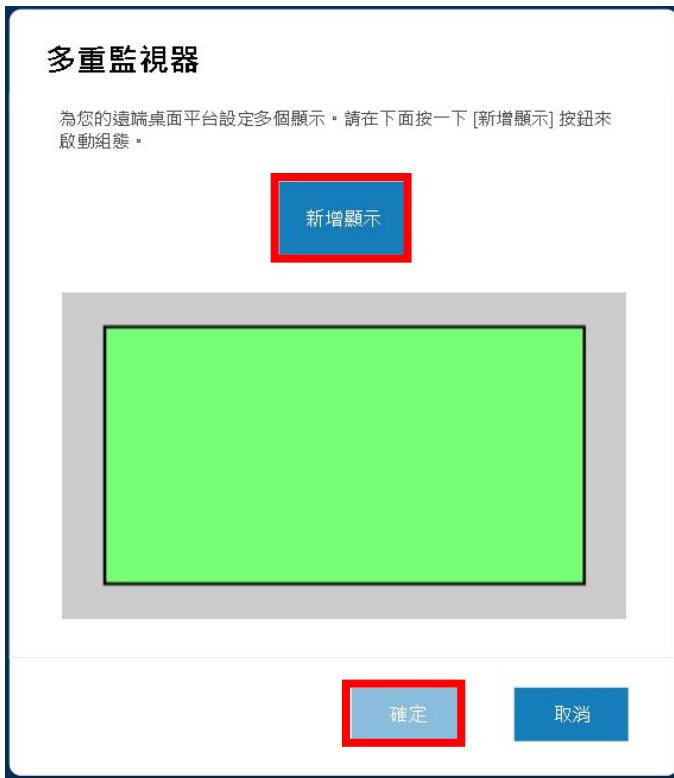 多重監視器
為您的遠端桌面平台設定多個顯示。請在下面按一下 [新增顯示] 按鈕來
啟動組態。
新增顯示
確定
取消